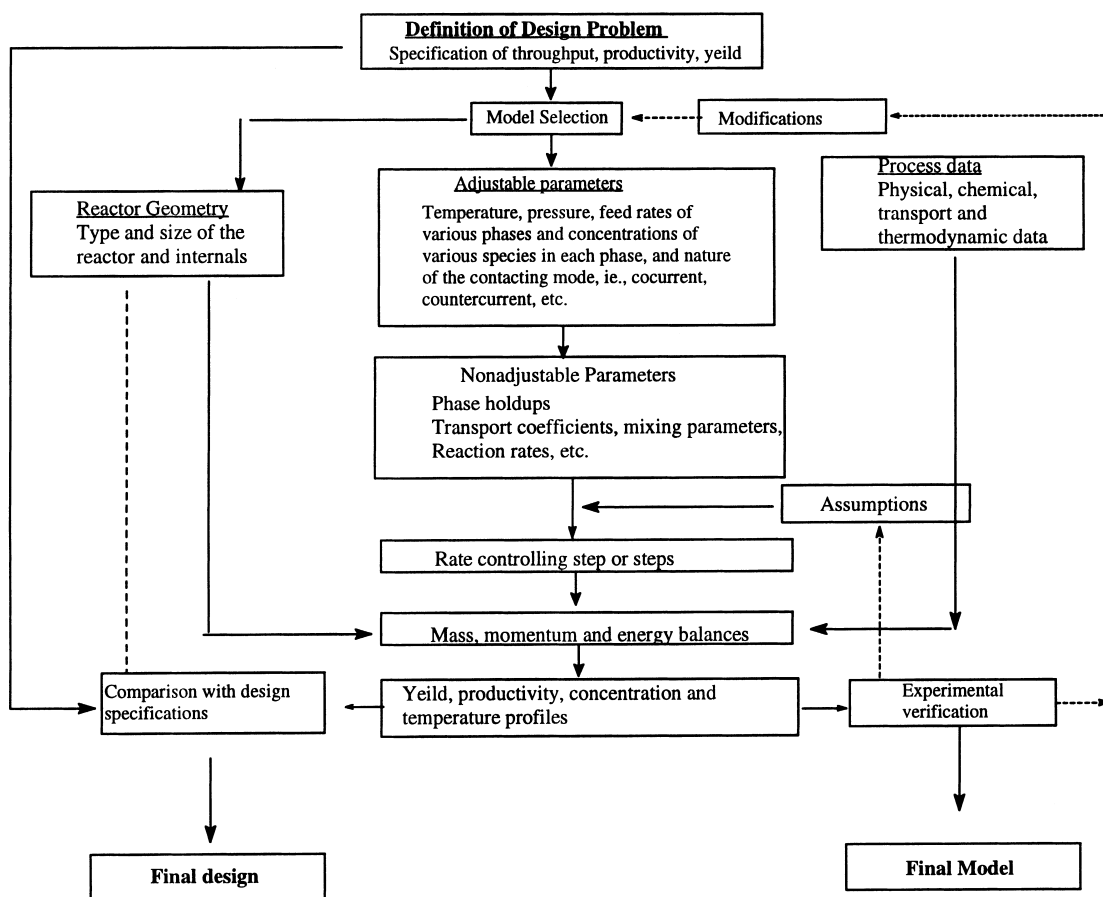 Definition of Design Problem
Specification of throughput, productivity, yeild
Model Selection
Modifications
Reactor Geometry
Type and size of the
reactor and internals
Adjustable parameters
Temperature, pressure, feed rates of
various phases and concentrations of
various species in each phase, and nature
of the contacting mode, ie., cocurrent,
countercurrent, etc.
Process data
Physical, chemical,
transport and
thermodynamic data
Nonadjustable Parameters
Phase holdups
Transport coefficients, mixing parameters,
Reaction rates, etc.
Assumptions
Rate controlling step or steps
Mass, momentum and energy balances
Comparison with design
specifications
Yeild, productivity, concentration and
temperature profiles
Experimental
verification
Final design
Final Model